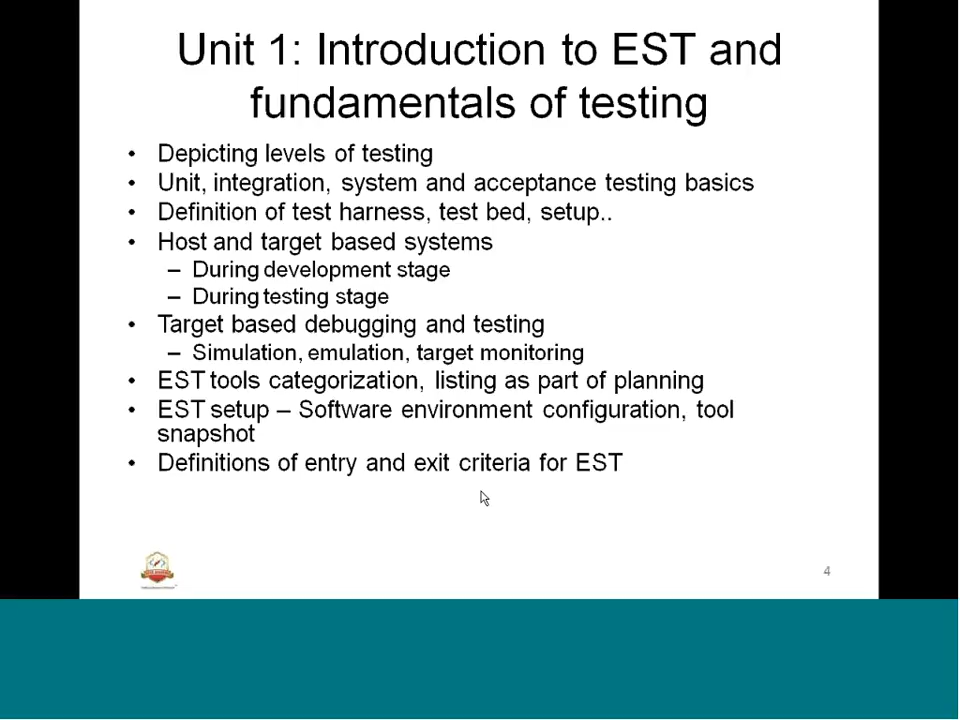 Unit 1: Introduction to EST and
fundamentals of testing
• Depicting levels of testing
• Unit, integration, system and acceptance testing basics
• Definition of test harness, test bed, setup..
• Host and target based systems
– During development stage
– During testing stage
• Target based debugging and testing
– Simulation, emulation, target monitoring
• EST tools categorization, listing as part of planning
• EST setup – Software environment configuration, tool
snapshot
• Definitions of entry and exit criteria for EST
4